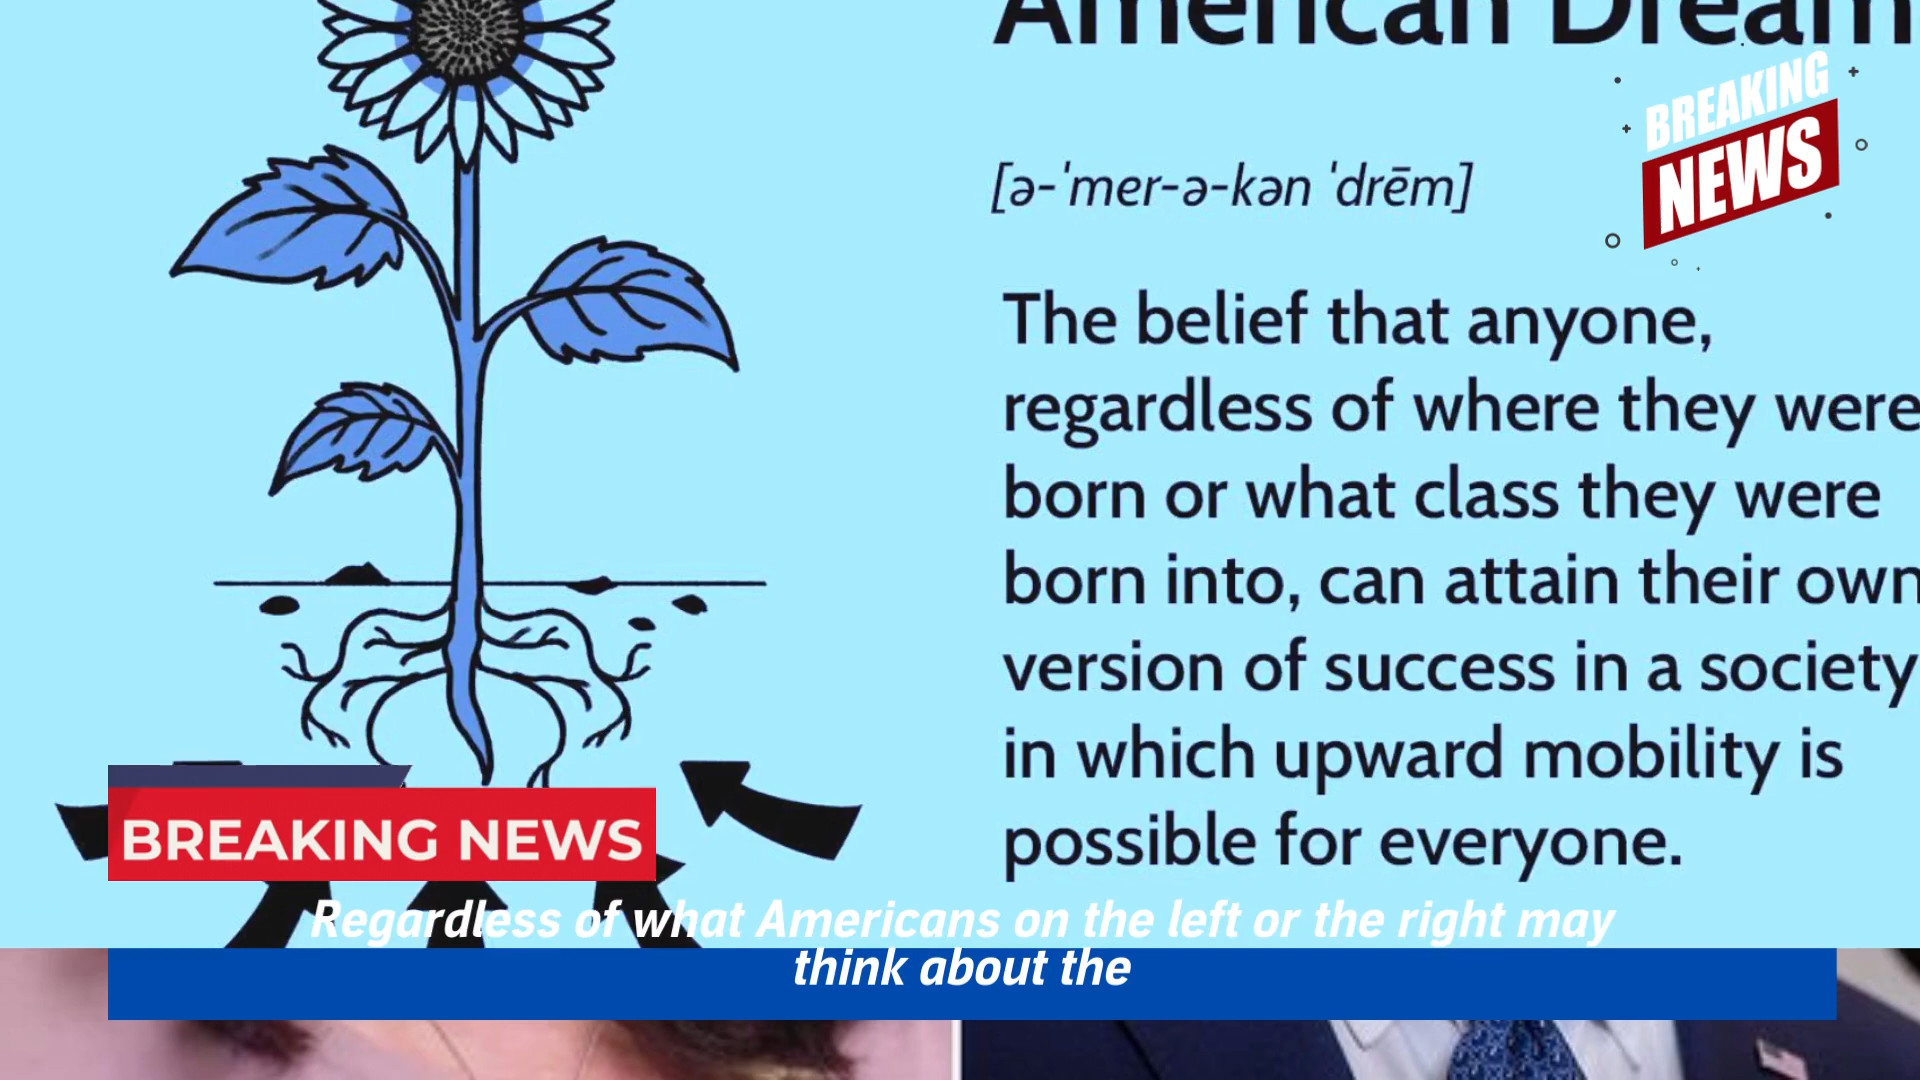 American Dream
BREAKING
NEWS
[ə-ˈmer-ə-kən ˈdrēm]
The belief that anyone,
regardless of where they were
born or what class they were
born into, can attain their own
version of success in a society
in which upward mobility is
possible for everyone.
BREAKING NEWS
Regardless of what Americans on the left or the right may
think about the